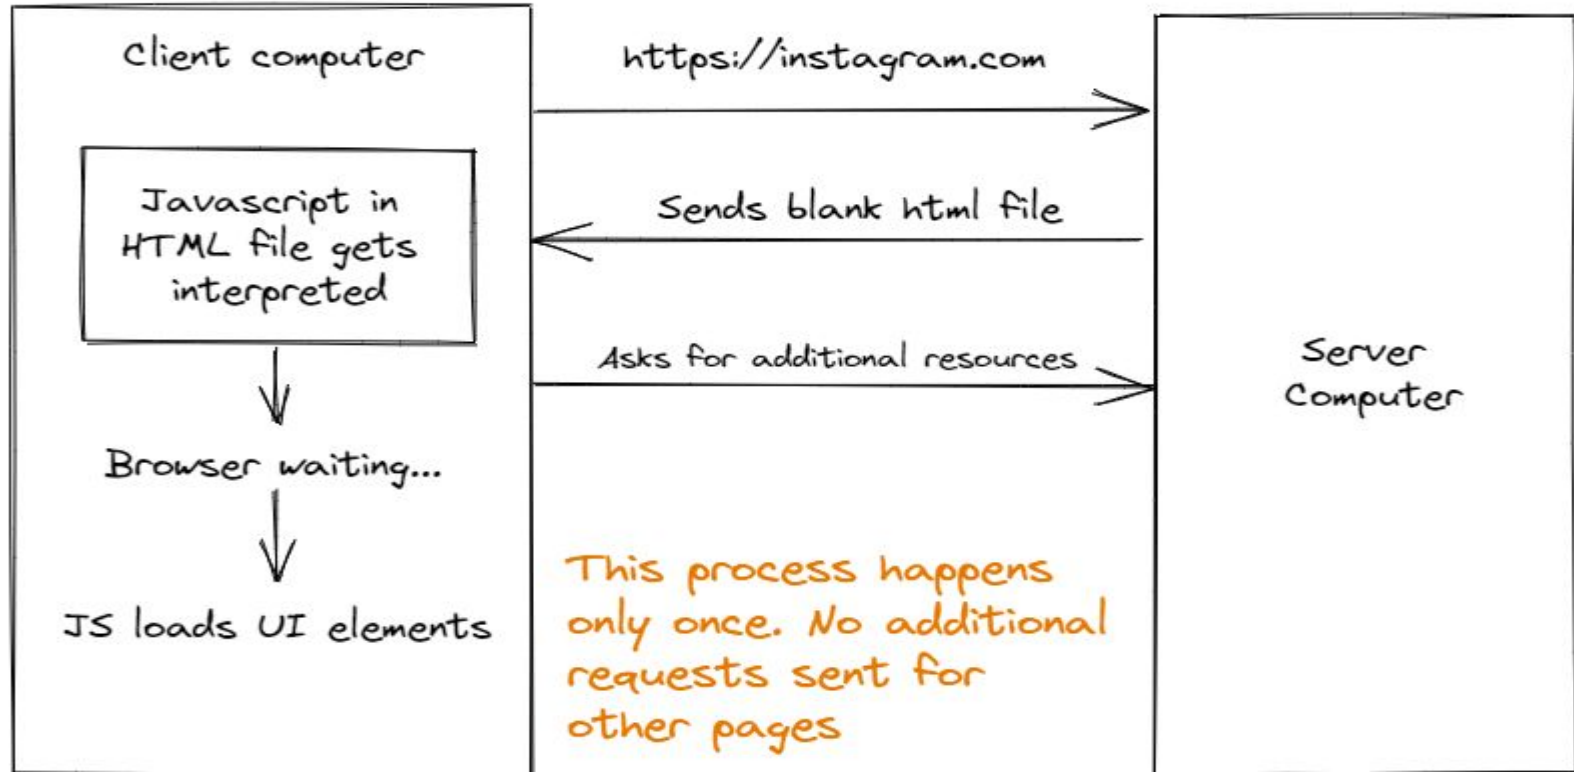 Client computer
https://instagram.com
Javascript in
HTML file gets
interpreted
Sends blank html file
Asks for additional resources
Server
Computer
Browser waiting...
JS loads UI elements
This process happens
only once. No additional
requests sent for
other pages